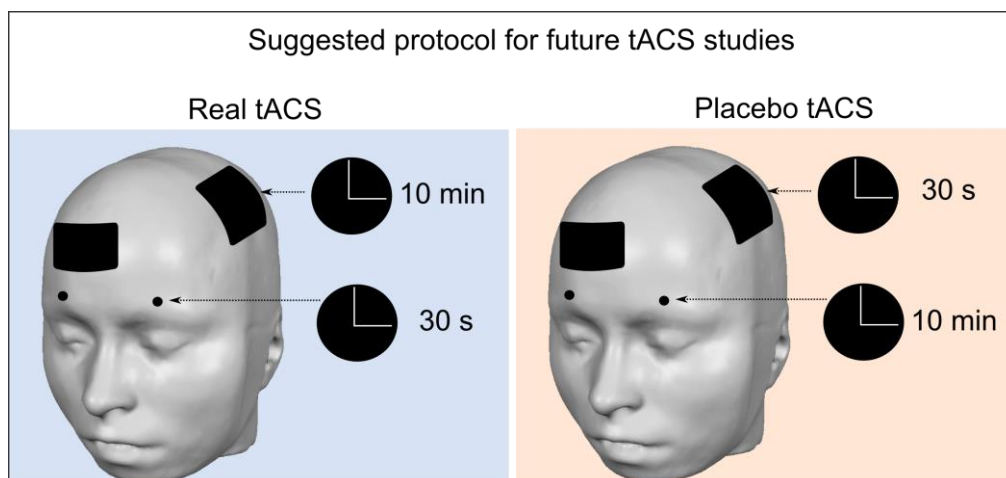 Suggested protocol for future tACS studies
Real tACS
Placebo tACS
10 min
30 s
30 s
10 min